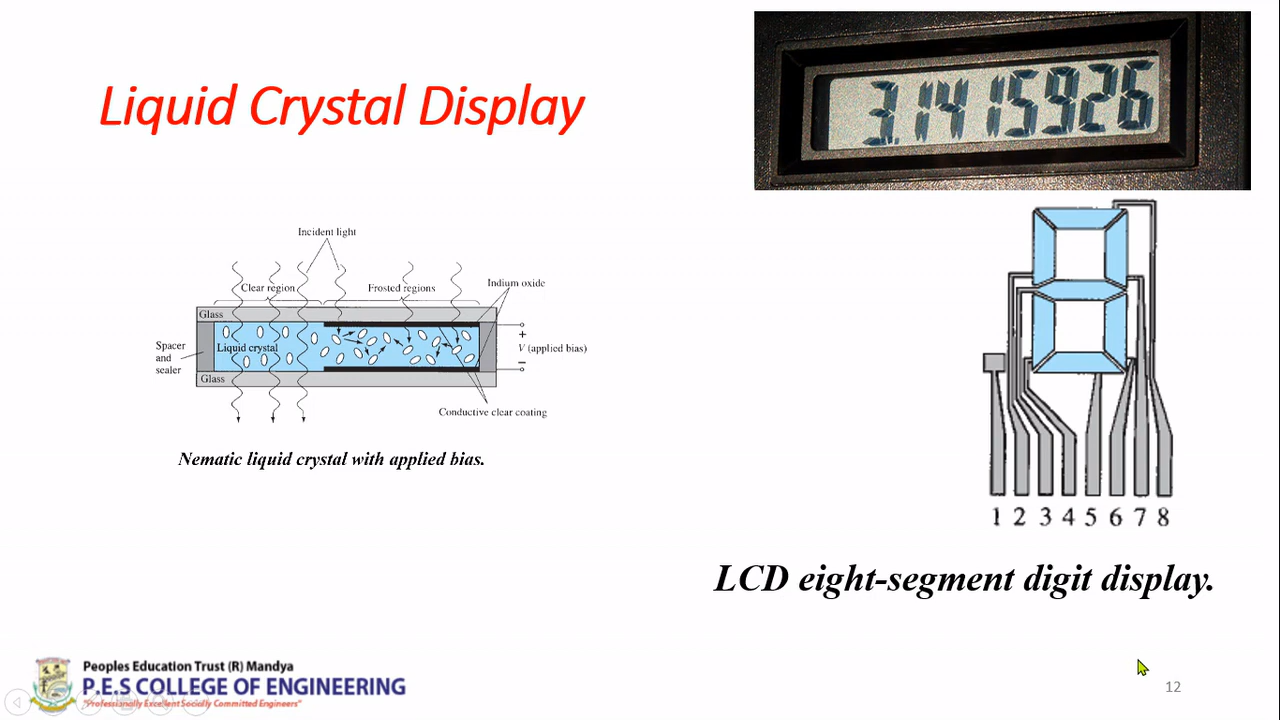 Liquid Crystal Display
3.1415926
Incident light
Clear region
Frosted regions
Indium oxide
Glass
Liquid crystal
Spacer
and
sealer
+
V (applied bias)
−
Glass
Conductive clear coating
Nematic liquid crystal with applied bias.
1 2 3 4 5 6 7 8
LCD eight-segment digit display.
Peoples Education Trust (R) Mandya
P.E.S COLLEGE OF ENGINEERING
"Professionally Excellent Socially Committed Engineers"
12